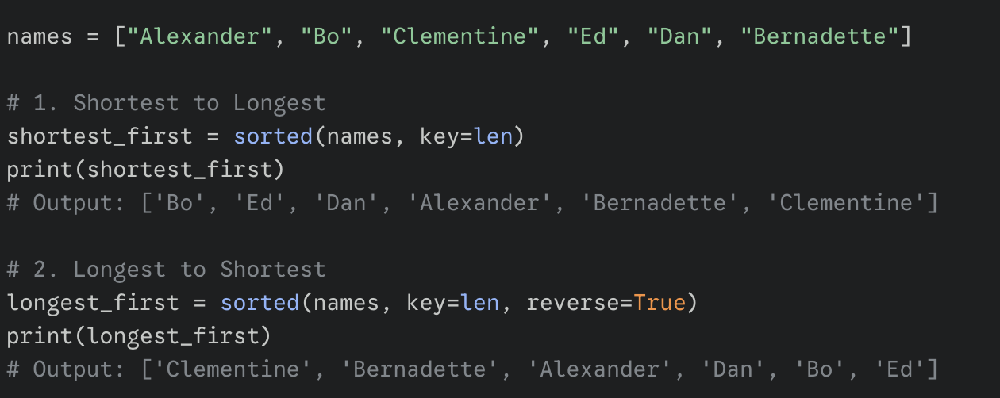 names = ["Alexander", "Bo", "Clementine", "Ed", "Dan", "Bernadette"]
# 1. Shortest to Longest
shortest_first = sorted(names, key=len)
print(shortest_first)
# Output: ['Bo', 'Ed', 'Dan', 'Alexander', 'Bernadette', 'Clementine']
# 2. Longest to Shortest
longest_first = sorted(names, key=len, reverse=True)
print(longest_first)
# Output: ['Clementine', 'Bernadette', 'Alexander', 'Dan', 'Bo', 'Ed']